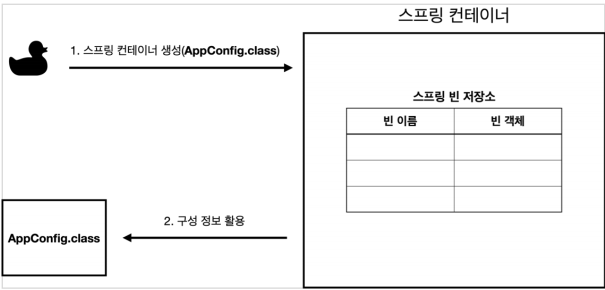 스프링 컨테이너
1. 스프링 컨테이너 생성(AppConfig.class)
스프링 빈 저장소
빈 이름
빈 객체
2. 구성 정보 활용
AppConfig.class